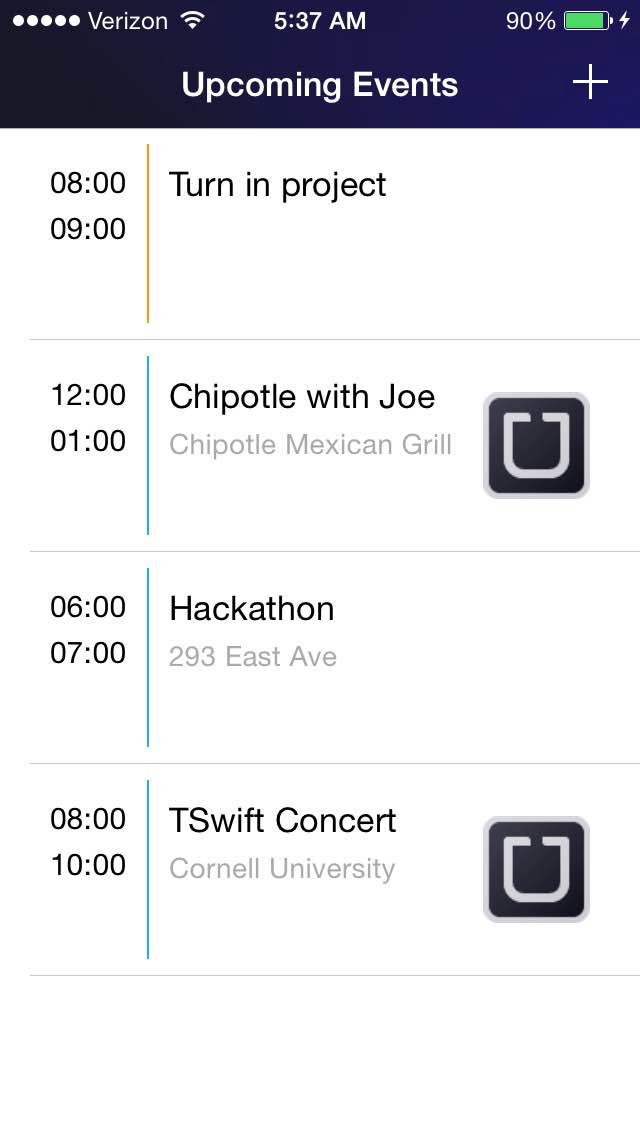 Verizon 5:37 AM 90%
Upcoming Events
08:00 Turn in project
09:00
12:00 Chipotle with Joe
01:00 Chipotle Mexican Grill
06:00 Hackathon
07:00 293 East Ave
08:00 TSwift Concert
10:00 Cornell University